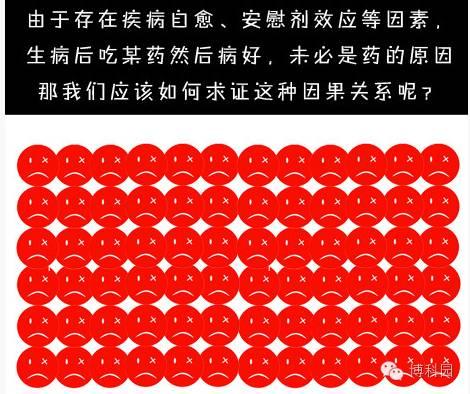 由于存在疾病自愈、安慰剂效应等因素，
生病后吃某药然后病好，未必是药的原因
那我们应该如何求证这种因果关系呢？
博科园